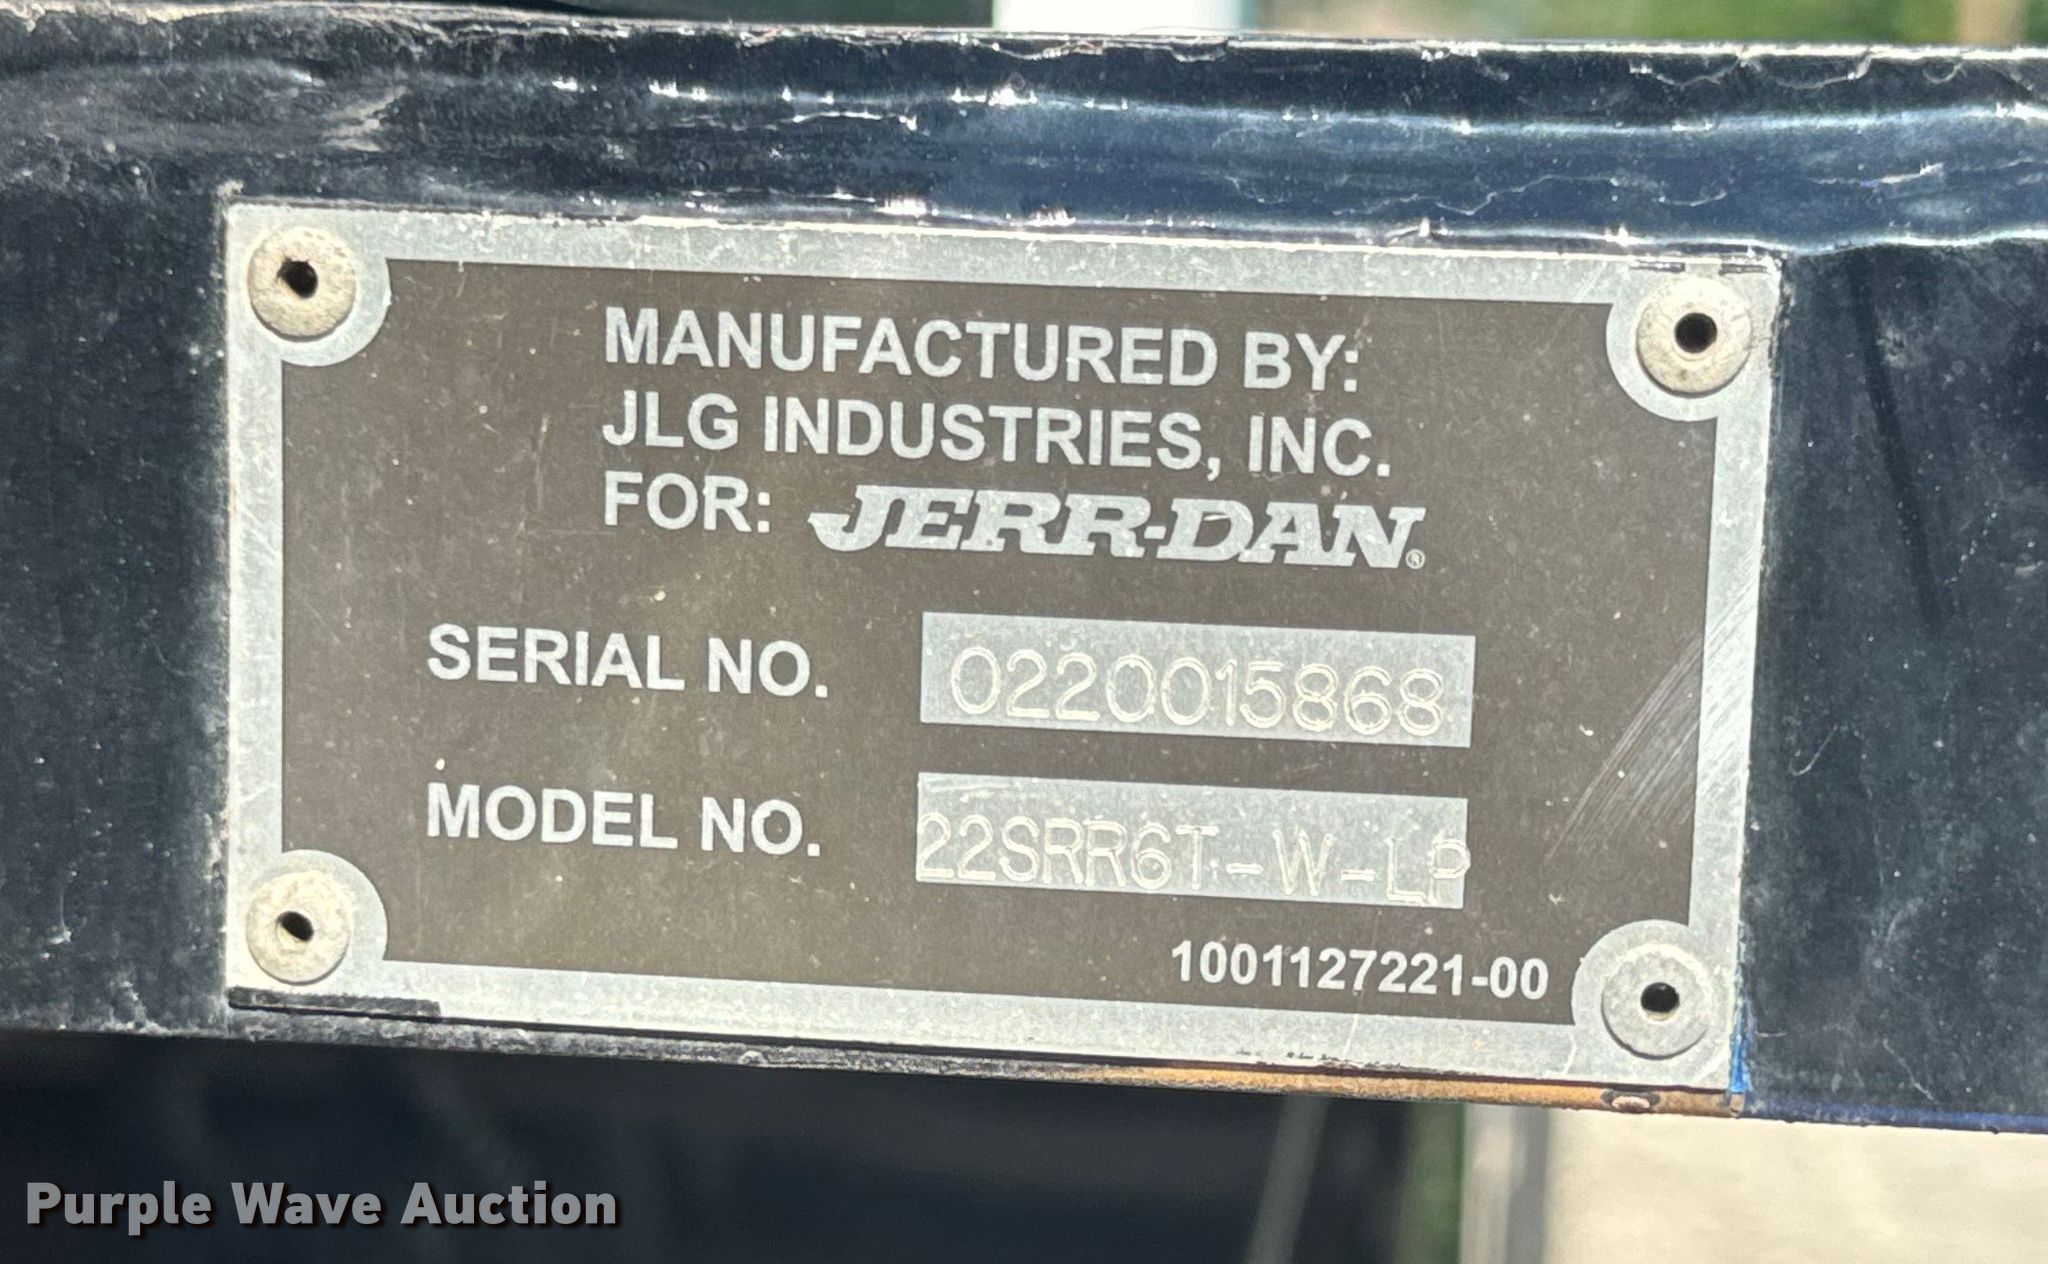 MANUFACTURED BY:
JLG INDUSTRIES, INC.
FOR: JERR-DAN®
SERIAL NO. 0220015868
MODEL NO. 22SRR6T-W-LP
1001127221-00
Purple Wave Auction